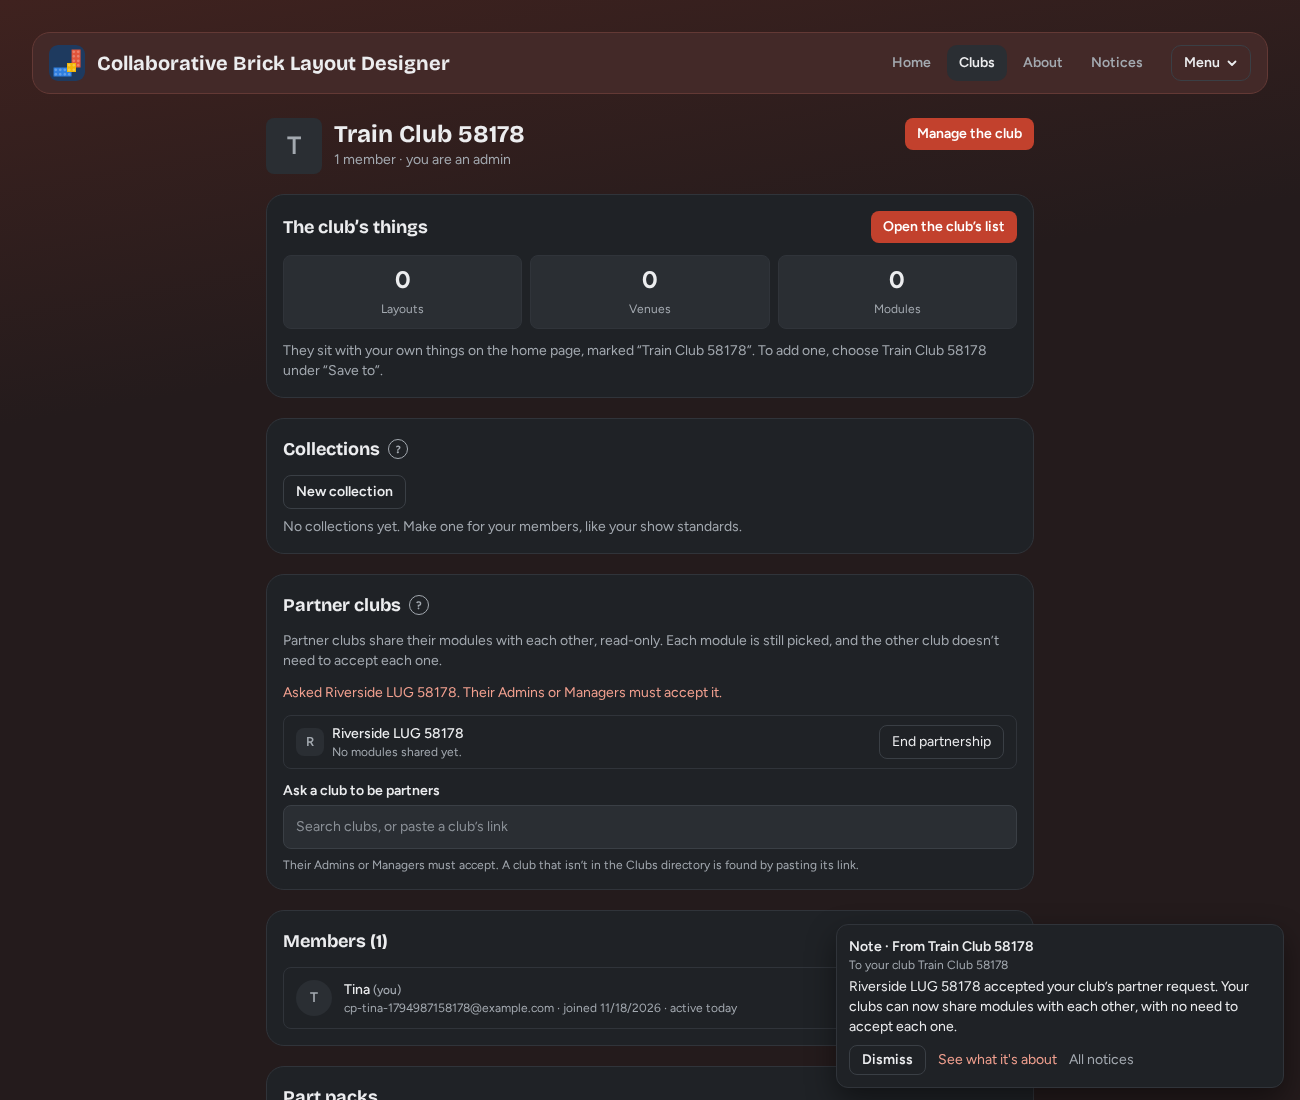 Collaborative Brick Layout Designer
Home
Clubs
About
Notices
Menu
T
Train Club 58178
1 member · you are an admin
Manage the club
The club’s things
Open the club’s list
0
Layouts
0
Venues
0
Modules
They sit with your own things on the home page, marked “Train Club 58178”. To add one, choose Train Club 58178
under “Save to”.
Collections ?
New collection
No collections yet. Make one for your members, like your show standards.
Partner clubs ?
Partner clubs share their modules with each other, read-only. Each module is still picked, and the other club doesn’t
need to accept each one.
Asked Riverside LUG 58178. Their Admins or Managers must accept it.
R
Riverside LUG 58178
No modules shared yet.
End partnership
Ask a club to be partners
Search clubs, or paste a club’s link
Their Admins or Managers must accept. A club that isn’t in the Clubs directory is found by pasting its link.
Members (1)
T
Tina (you)
cp-tina-1794987158178@example.com · joined 11/18/2026 · active today
Part packs
Note · From Train Club 58178
To your club Train Club 58178
Riverside LUG 58178 accepted your club’s partner request. Your
clubs can now share modules with each other, with no need to
accept each one.
Dismiss
See what it's about
All notices